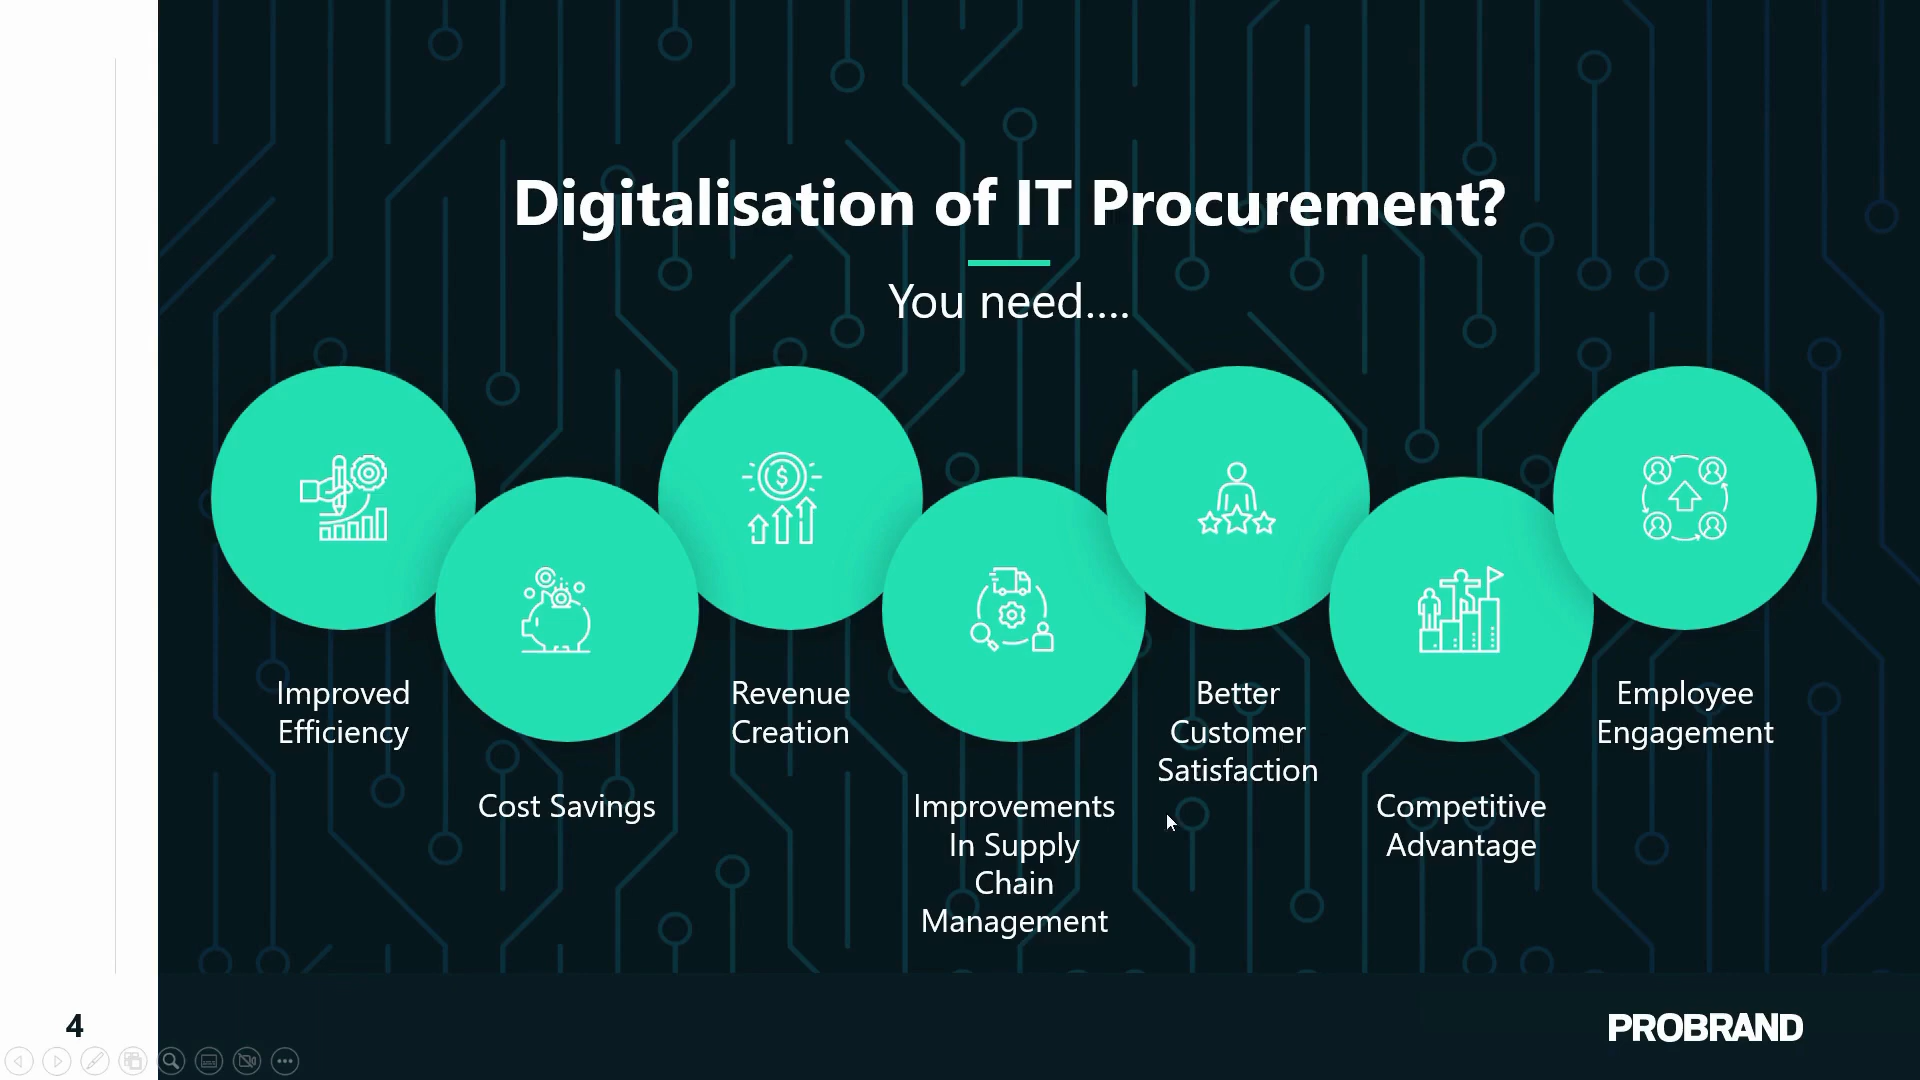 Digitalisation of IT Procurement?
You need....
$
Improved
Efficiency
Cost Savings
Revenue
Creation
Improvements
In Supply
Chain
Management
Better
Customer
Satisfaction
Competitive
Advantage
Employee
Engagement
4
PROBRAND